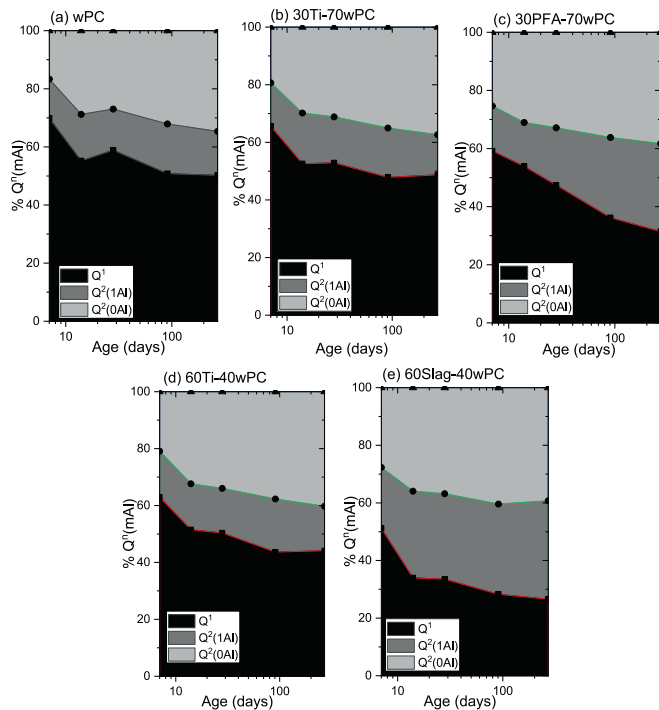 (a) wPC
100
80
60
40
20
0
% Qⁿ(mAl)
Q¹
Q²(1Al)
Q²(0Al)
10
100
Age (days)
(b) 30Ti-70wPC
100
80
60
40
20
0
Q¹
Q²(1Al)
Q²(0Al)
10
100
Age (days)
(c) 30PFA-70wPC
100
80
60
40
20
0
% Qⁿ(mAl)
Q¹
Q²(1Al)
Q²(0Al)
10
100
Age (days)
(d) 60Ti-40wPC
100
80
60
40
20
0
% Qⁿ(mAl)
Q¹
Q²(1Al)
Q²(0Al)
10
100
Age (days)
(e) 60Slag-40wPC
100
80
60
40
20
0
% Qⁿ(mAl)
Q¹
Q²(1Al)
Q²(0Al)
10
100
Age (days)